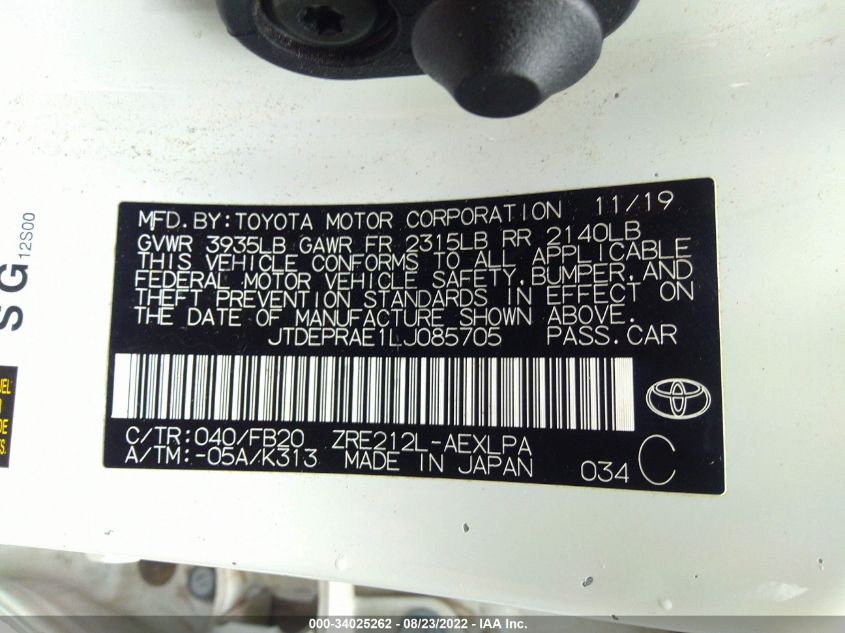 MFD. BY: TOYOTA MOTOR CORPORATION 11/19
GVWR 3935LB GAWR FR 2315LB RR 2140LB
THIS VEHICLE CONFORMS TO ALL APPLICABLE
FEDERAL MOTOR VEHICLE SAFETY, BUMPER, AND
THEFT PREVENTION STANDARDS IN EFFECT ON
THE DATE OF MANUFACTURE SHOWN ABOVE.
JTDEPRAE1LJ085705 PASS. CAR
C/TR: 040/FB20 ZRE212L-AEXLPA
A/TM: -05A/K313 MADE IN JAPAN 034 C
SG
12S00
000-34025262 - 08/23/2022 - IAA Inc.